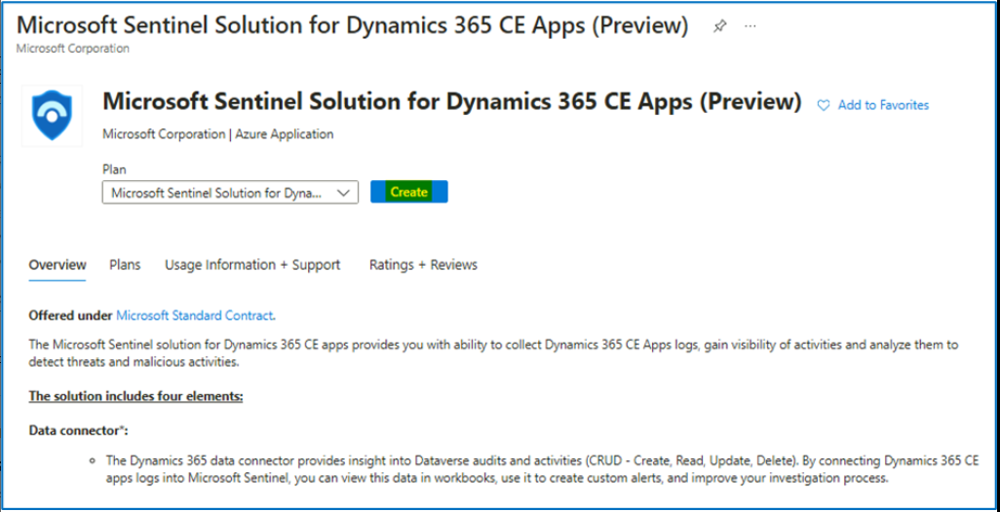 Microsoft Sentinel Solution for Dynamics 365 CE Apps (Preview)
Microsoft Corporation
Microsoft Sentinel Solution for Dynamics 365 CE Apps (Preview)
Add to Favorites
Microsoft Corporation | Azure Application
Plan
Microsoft Sentinel Solution for Dyna...
Create
Overview Plans Usage Information + Support Ratings + Reviews
Offered under Microsoft Standard Contract.
The Microsoft Sentinel solution for Dynamics 365 CE apps provides you with ability to collect Dynamics 365 CE Apps logs, gain visibility of activities and analyze them to
detect threats and malicious activities.
The solution includes four elements:
Data connector*:
The Dynamics 365 data connector provides insight into Dataverse audits and activities (CRUD - Create, Read, Update, Delete). By connecting Dynamics 365 CE
apps logs into Microsoft Sentinel, you can view this data in workbooks, use it to create custom alerts, and improve your investigation process.